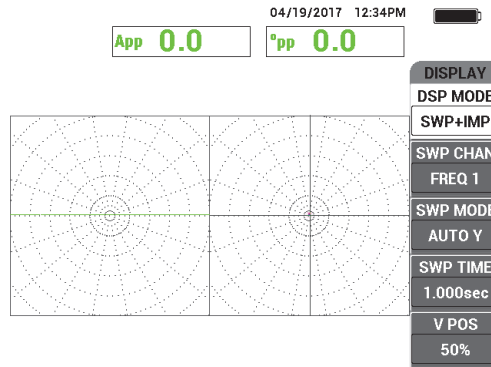 04/19/2017 12:34PM
App 0.0
°pp 0.0
DISPLAY
DSP MODE
SWP+IMP
SWP CHAN
FREQ 1
SWP MODE
AUTO Y
SWP TIME
1.000sec
V POS
50%